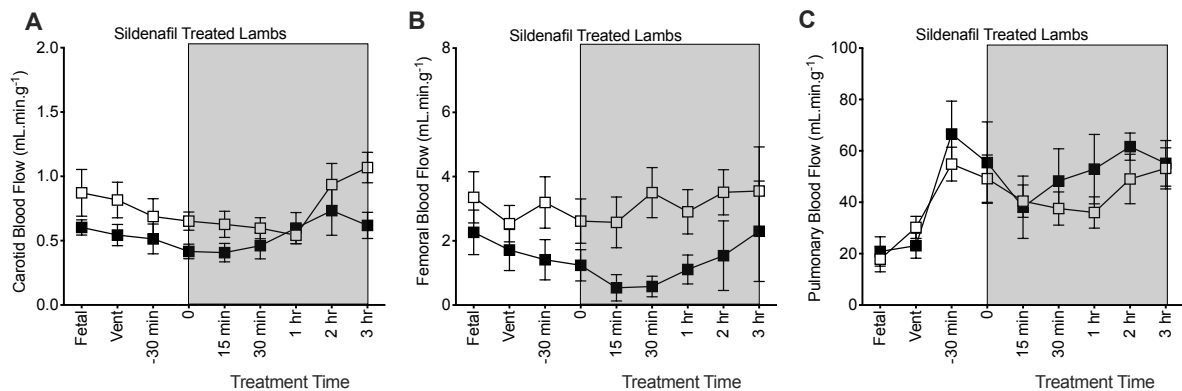 A
Sildenafil Treated Lambs
Carotid Blood Flow (mL.min.g-1)
2.0
1.5
1.0
0.5
0.0
Fetal
Vent
-30 min
0
15 min
30 min
1 hr
2 hr
3 hr
Treatment Time
B
Sildenafil Treated Lambs
Femoral Blood Flow (mL.min.g-1)
8
6
4
2
0
Fetal
Vent
-30 min
0
15 min
30 min
1 hr
2 hr
3 hr
Treatment Time
C
Sildenafil Treated Lambs
Pulmonary Blood Flow (mL.min.g-1)
100
80
60
40
20
0
Fetal
Vent
-30 min
0
15 min
30 min
1 hr
2 hr
3 hr
Treatment Time